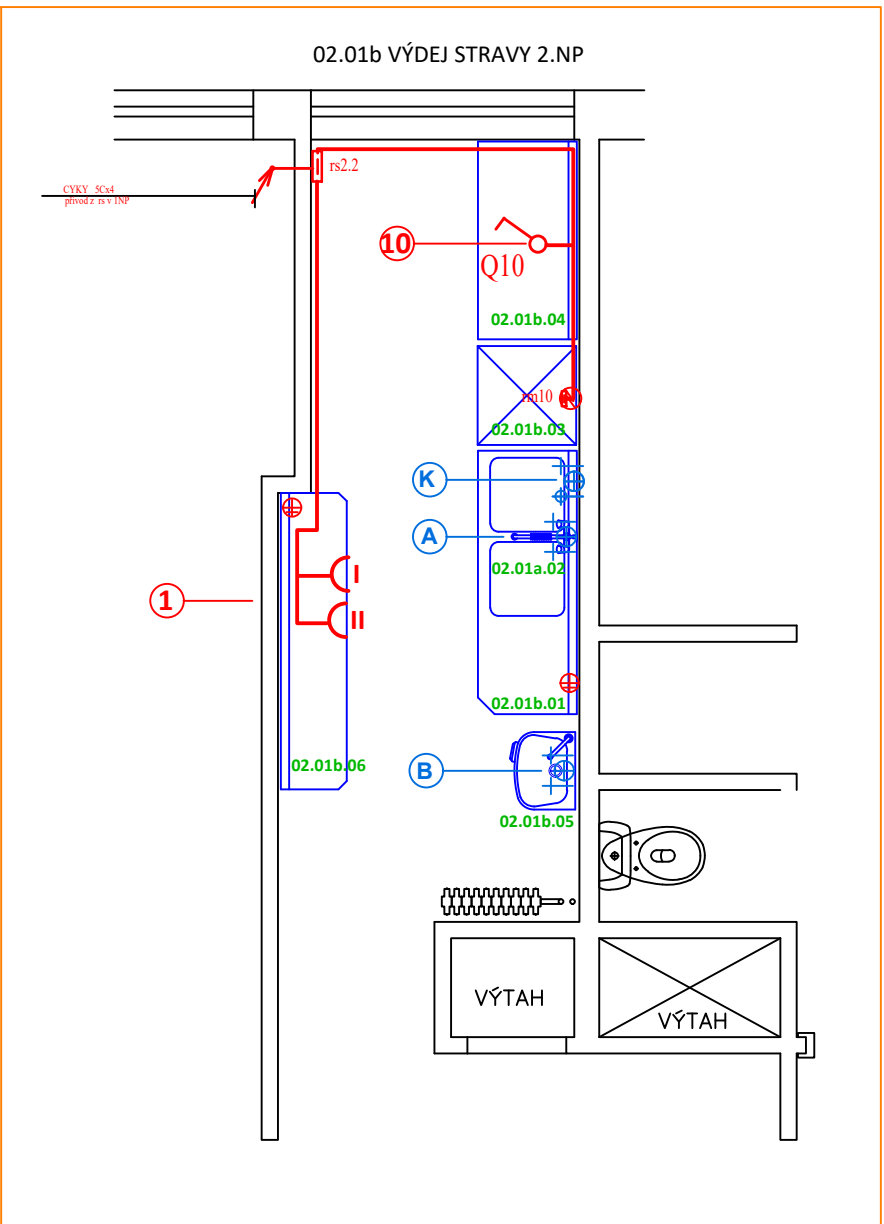 02.01b VÝDEJ STRAVY 2.NP
rs2.2
CYKY 5Cx4
přívod z rs v 1NP
10
Q10
02.01b.04
rm10
02.01b.03
K
A
02.01a.02
I
1
II
02.01b.01
02.01b.06
B
02.01b.05
VÝTAH
VÝTAH